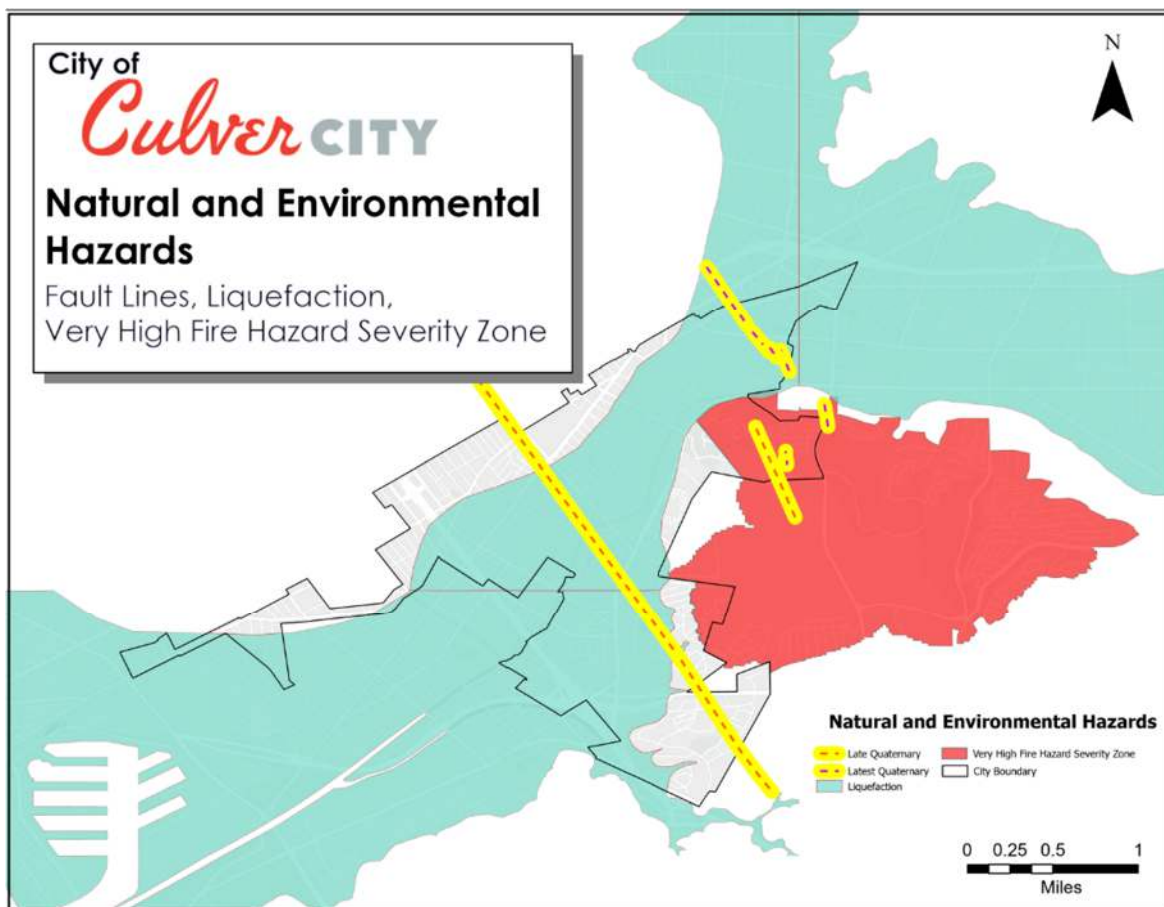 City of
Culver CITY
Natural and Environmental
Hazards
Fault Lines, Liquefaction,
Very High Fire Hazard Severity Zone
N
Natural and Environmental Hazards
Late Quaternary
Very High Fire Hazard Severity Zone
Latest Quaternary
City Boundary
Liquefaction
0 0.25 0.5 1
Miles